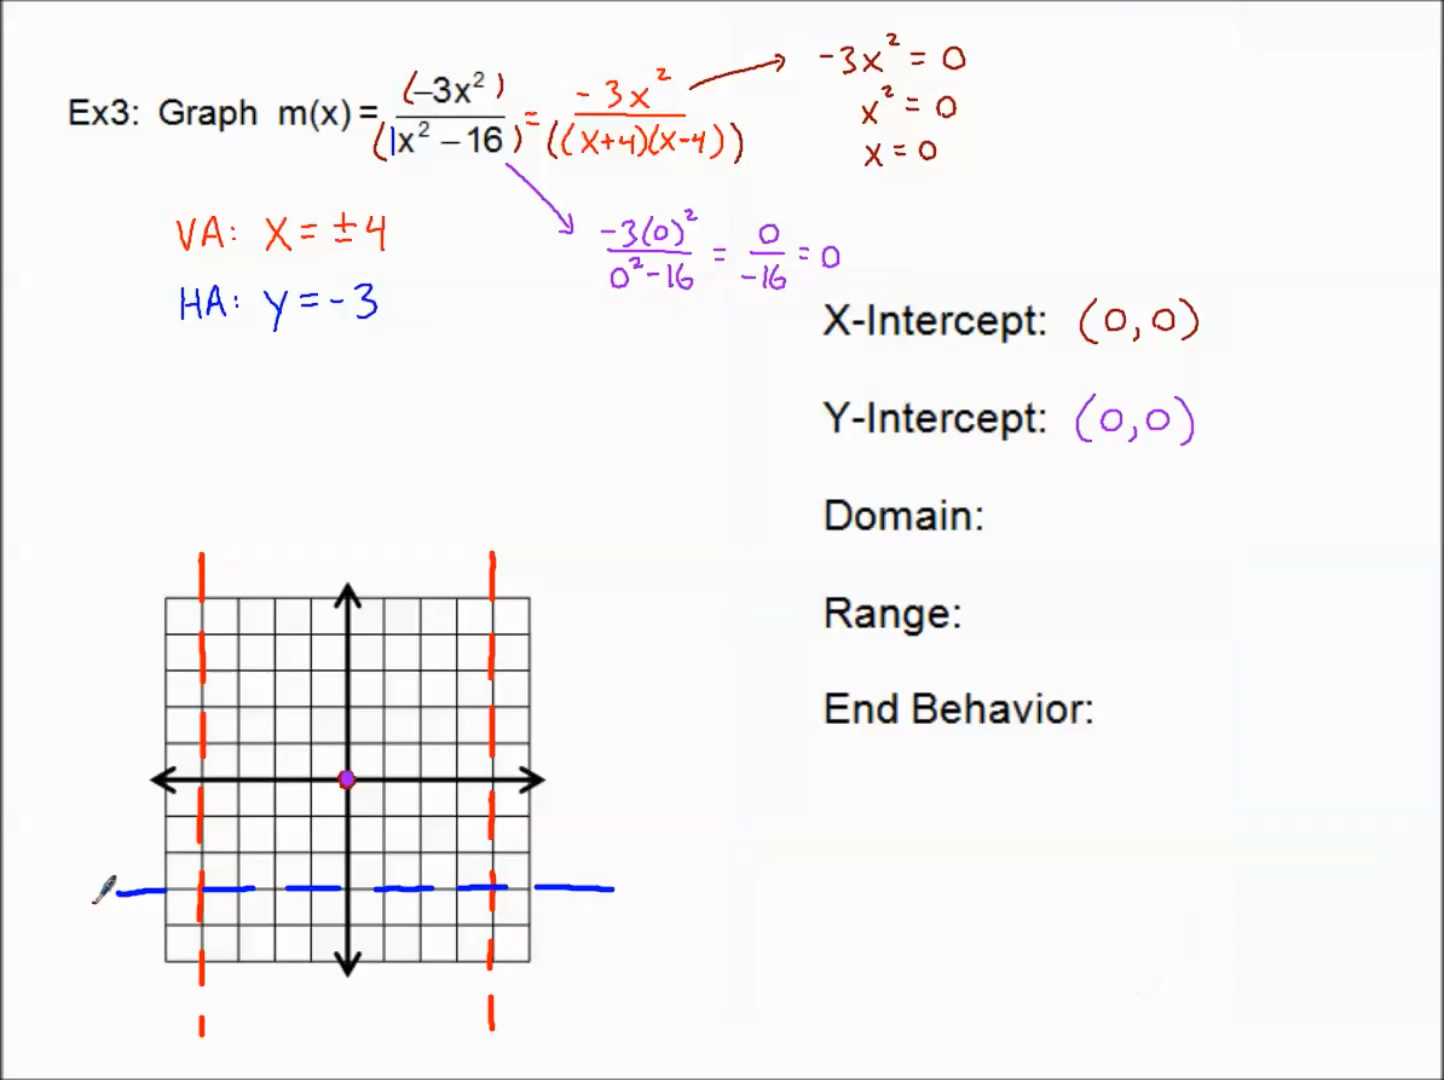 Ex3: Graph m(x) = (-3x²) / (1x² - 16) = -3x² / ((x+4)(x-4))
-3x² = 0
x² = 0
x = 0
VA: X = ±4
HA: y = -3
-3(0)² / 0² - 16 = 0 / -16 = 0
X-Intercept: (0,0)
Y-Intercept: (0,0)
Domain:
Range:
End Behavior: